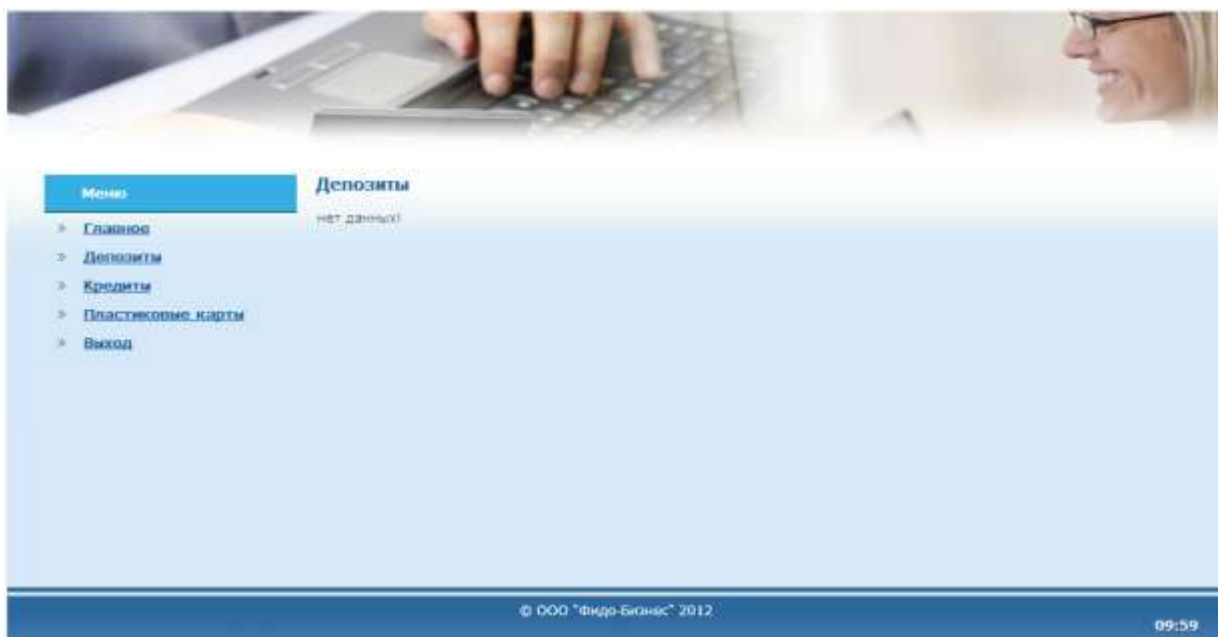 Меню
Главное
Депозиты
Кредиты
Пластиковые карты
Выход
Депозиты
нет данных!
© ООО "Фидо-Бизнес" 2012
09:59